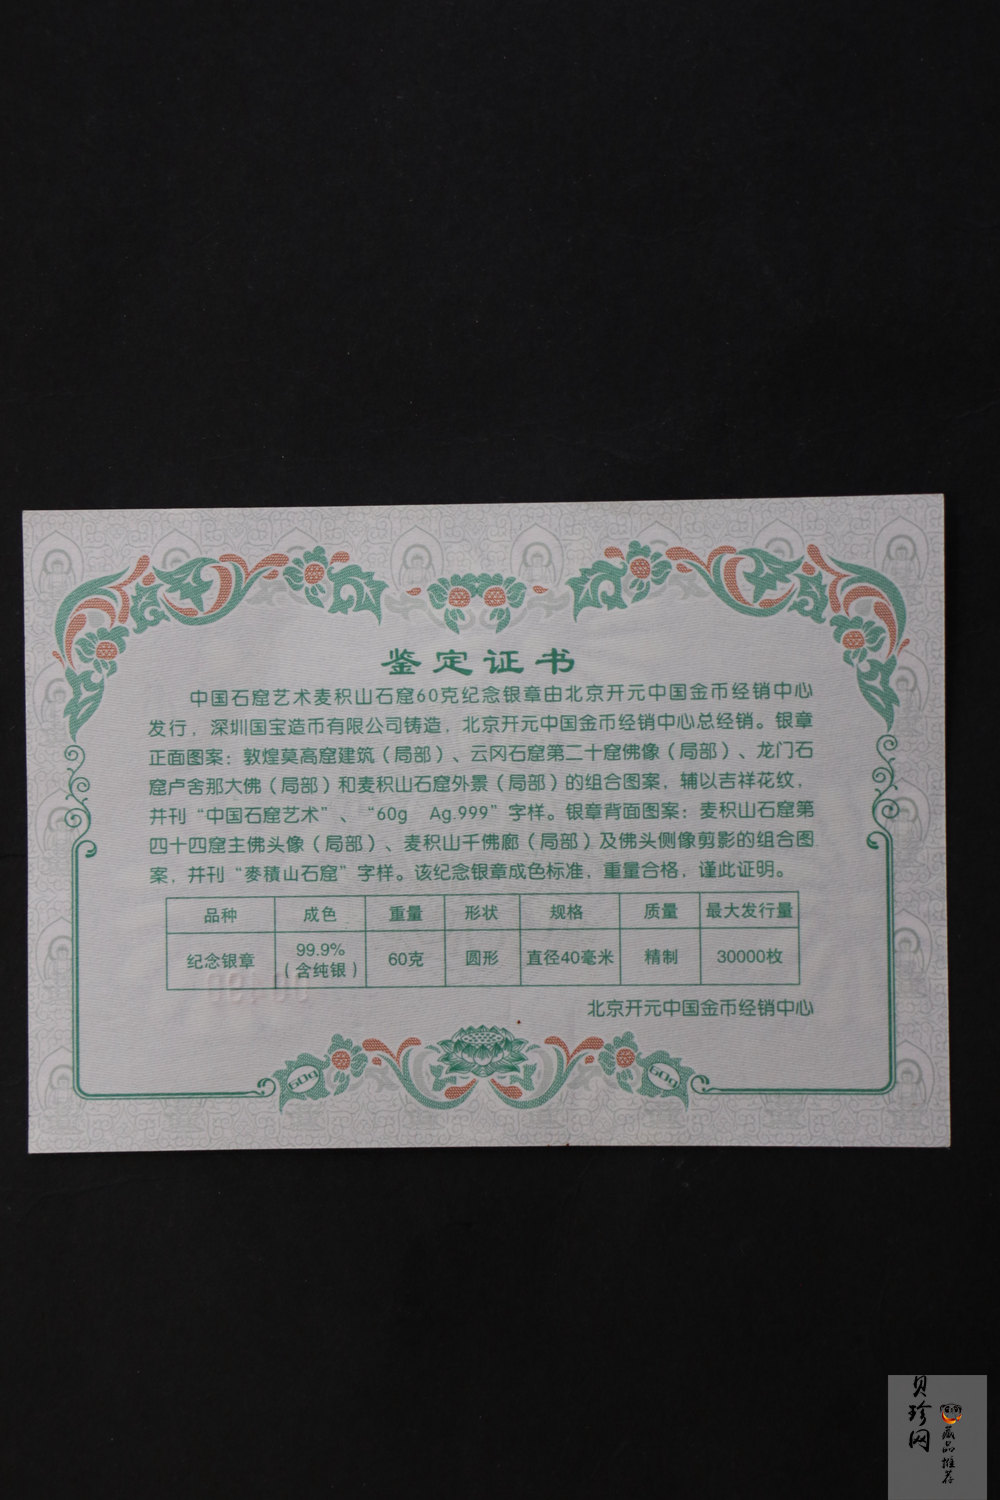 鉴定证书
中国石窟艺术麦积山石窟60克纪念银章由北京开元中国金币经销中心
发行，深圳国宝造币有限公司铸造，北京开元中国金币经销中心总经销。银章
正面图案：敦煌莫高窟建筑（局部）、云冈石窟第二十窟佛像（局部）、龙门石
窟卢舍那大佛（局部）和麦积山石窟外景（局部）的组合图案，辅以吉祥花纹，
并刊“中国石窟艺术”、“60g Ag.999”字样。银章背面图案：麦积山石窟第
四十四窟主佛头像（局部）、麦积山千佛廊（局部）及佛头侧像剪影的组合图
案，并刊“麥積山石窟”字样。该纪念银章成色标准，重量合格，谨此证明。
品种 成色 重量 形状 规格 质量 最大发行量
纪念银章 99.9%（含纯银） 60克 圆形 直径40毫米 精制 30000枚
北京开元中国金币经销中心
60g 60g
贝珍网
藏品推荐